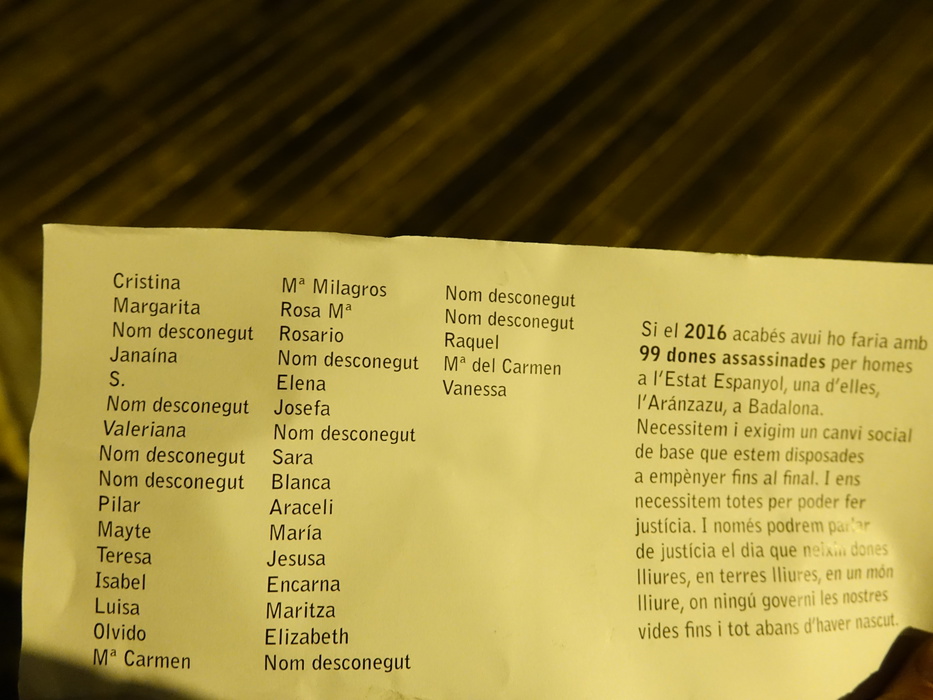 Cristina
Margarita
Nom desconegut
Janaína
S.
Nom desconegut
Valeriana
Nom desconegut
Nom desconegut
Pilar
Mayte
Teresa
Isabel
Luisa
Olvido
Mª Carmen
Mª Milagros
Rosa Mª
Rosario
Nom desconegut
Elena
Josefa
Nom desconegut
Sara
Blanca
Araceli
María
Jesusa
Encarna
Maritza
Elizabeth
Nom desconegut
Nom desconegut
Nom desconegut
Raquel
Mª del Carmen
Vanessa
Si el 2016 acabés avui ho faria amb
99 dones assassinades per homes
a l'Estat Espanyol, una d'elles,
l'Aránzazu, a Badalona.
Necessitem i exigim un canvi social
de base que estem disposades
a empènyer fins al final. I ens
necessitem totes per poder fer
justícia. I només podrem parlar
de justícia el dia que neixin dones
lliures, en terres lliures, en un món
lliure, on ningú governi les nostres
vides fins i tot abans d'haver nascut.